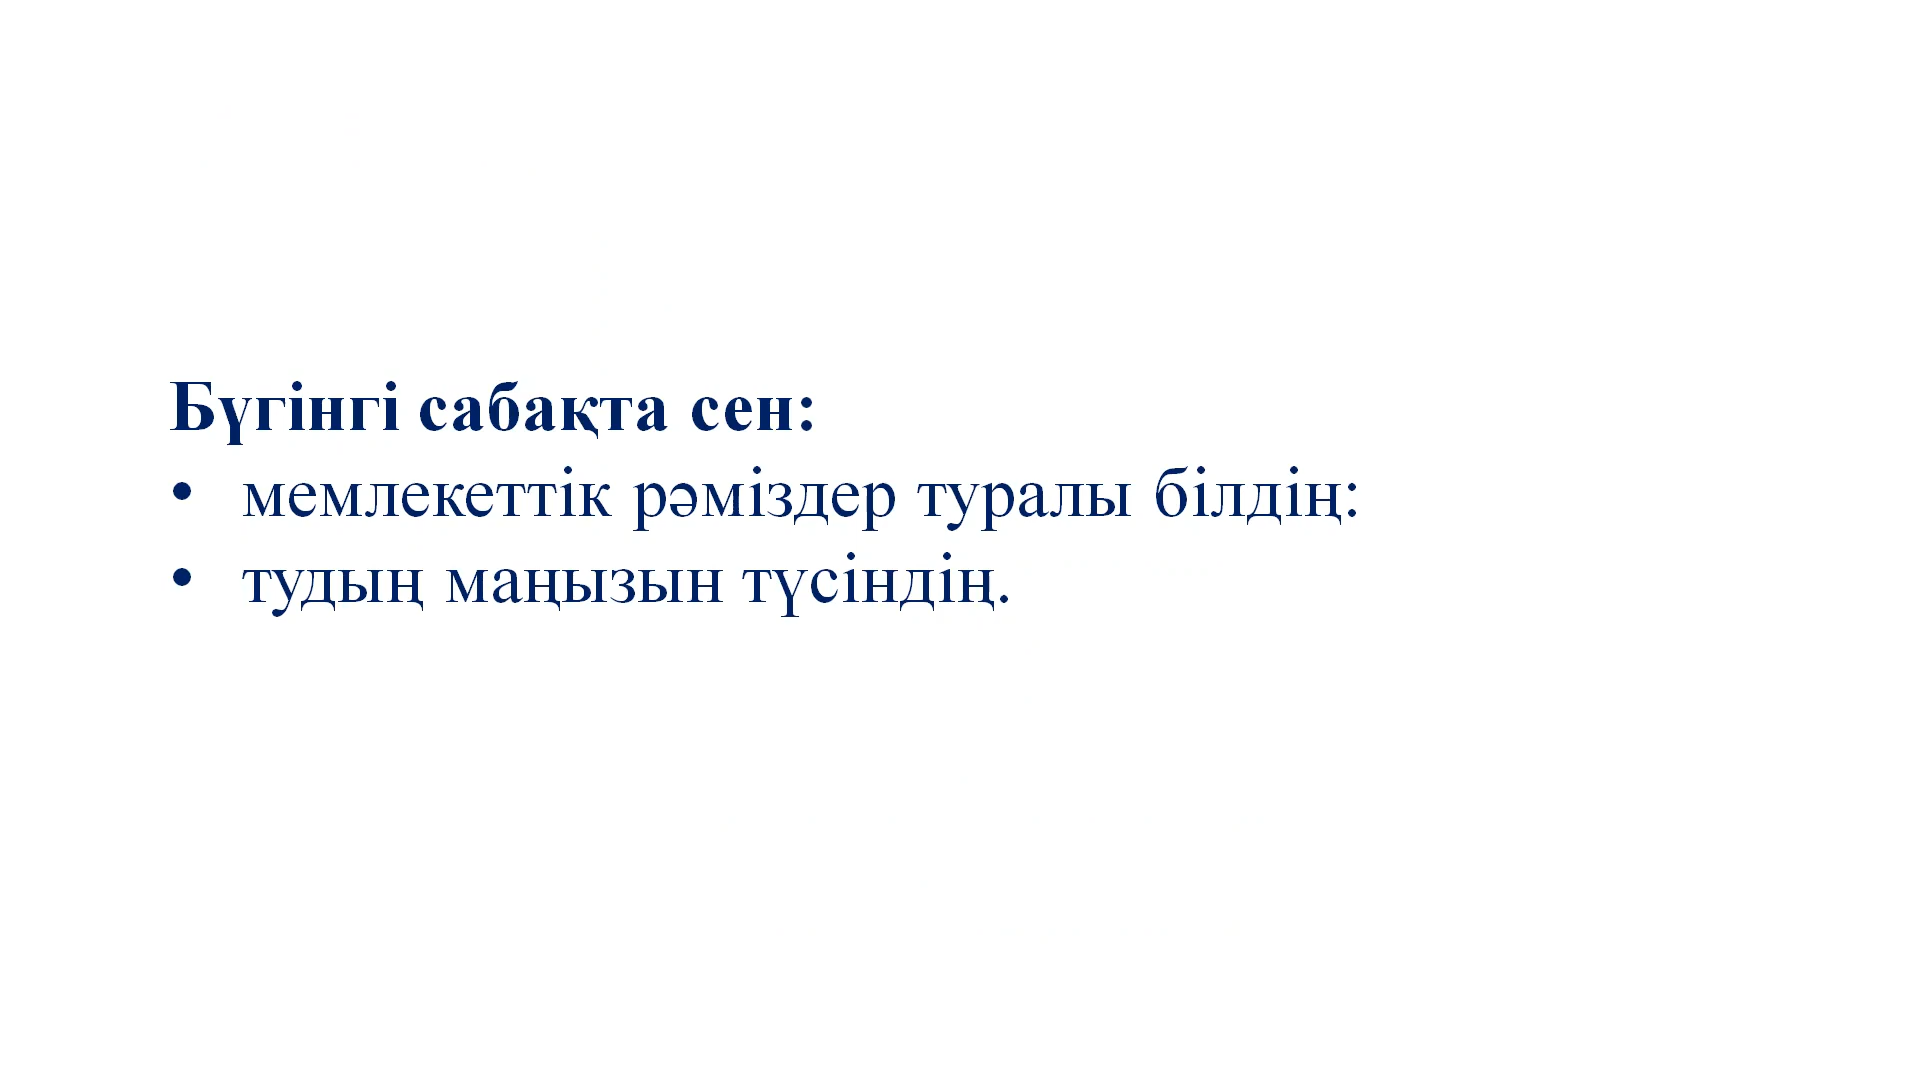 Бүгінгі сабақта сен:
• мемлекеттік рәміздер туралы білдің:
• тудың маңызын түсіндің.